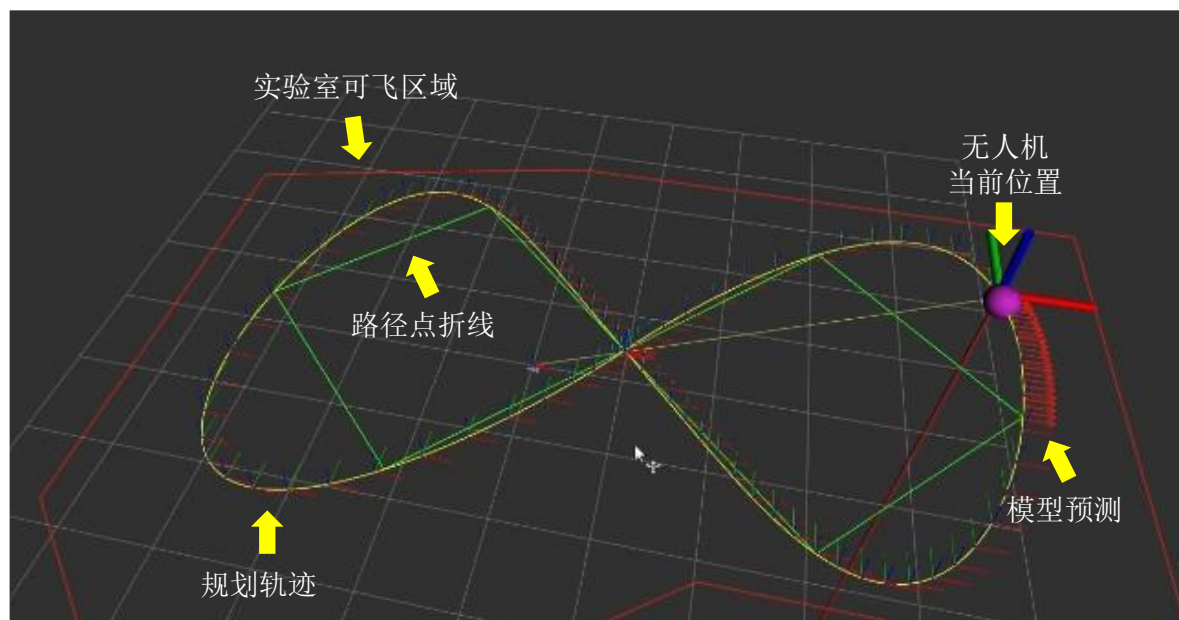 实验室可飞区域
无人机
当前位置
路径点折线
模型预测
规划轨迹